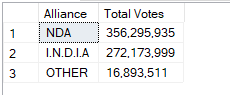 Alliance Total Votes
1 NDA 356,295,935
2 I.N.D.I.A 272,173,999
3 OTHER 16,893,511